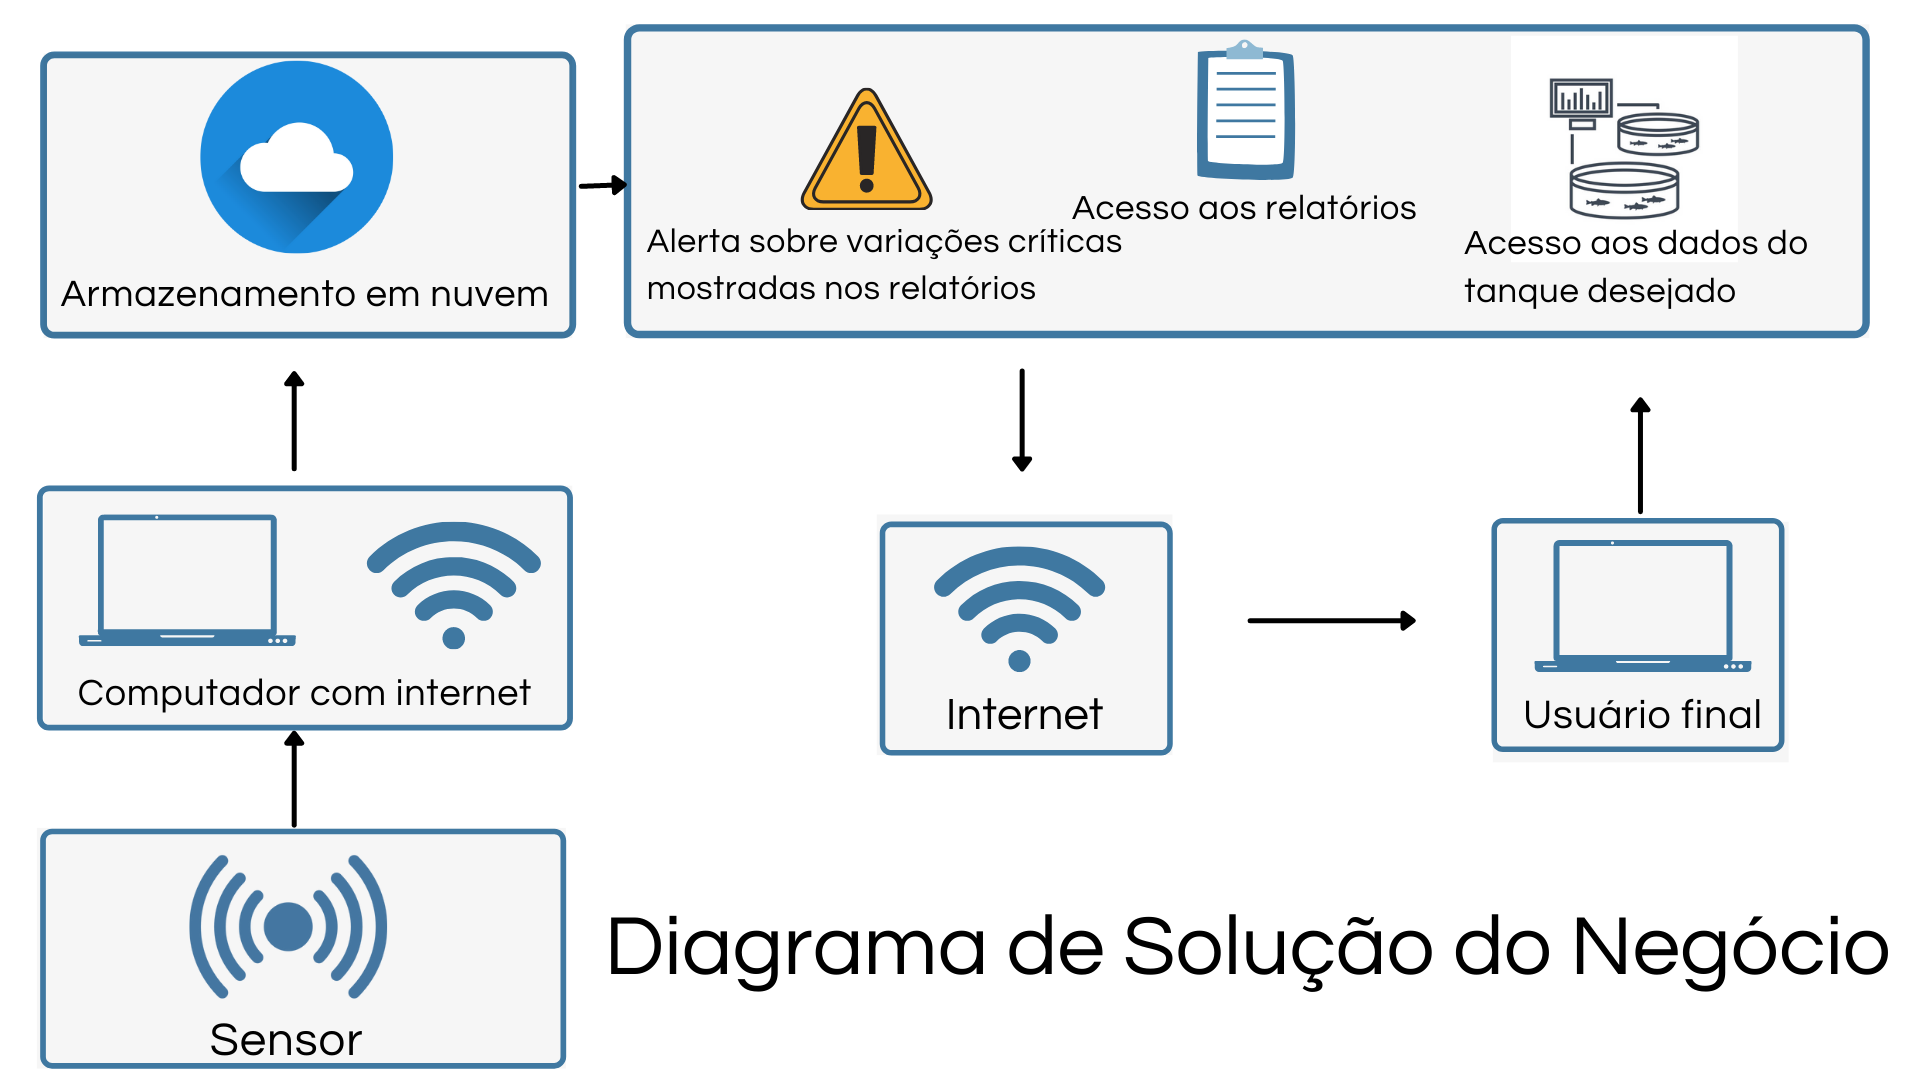 Armazenamento em nuvem
Alerta sobre variações críticas
mostradas nos relatórios
Acesso aos relatórios
Acesso aos dados do
tanque desejado
Computador com internet
Internet
Usuário final
Sensor
Diagrama de Solução do Negócio